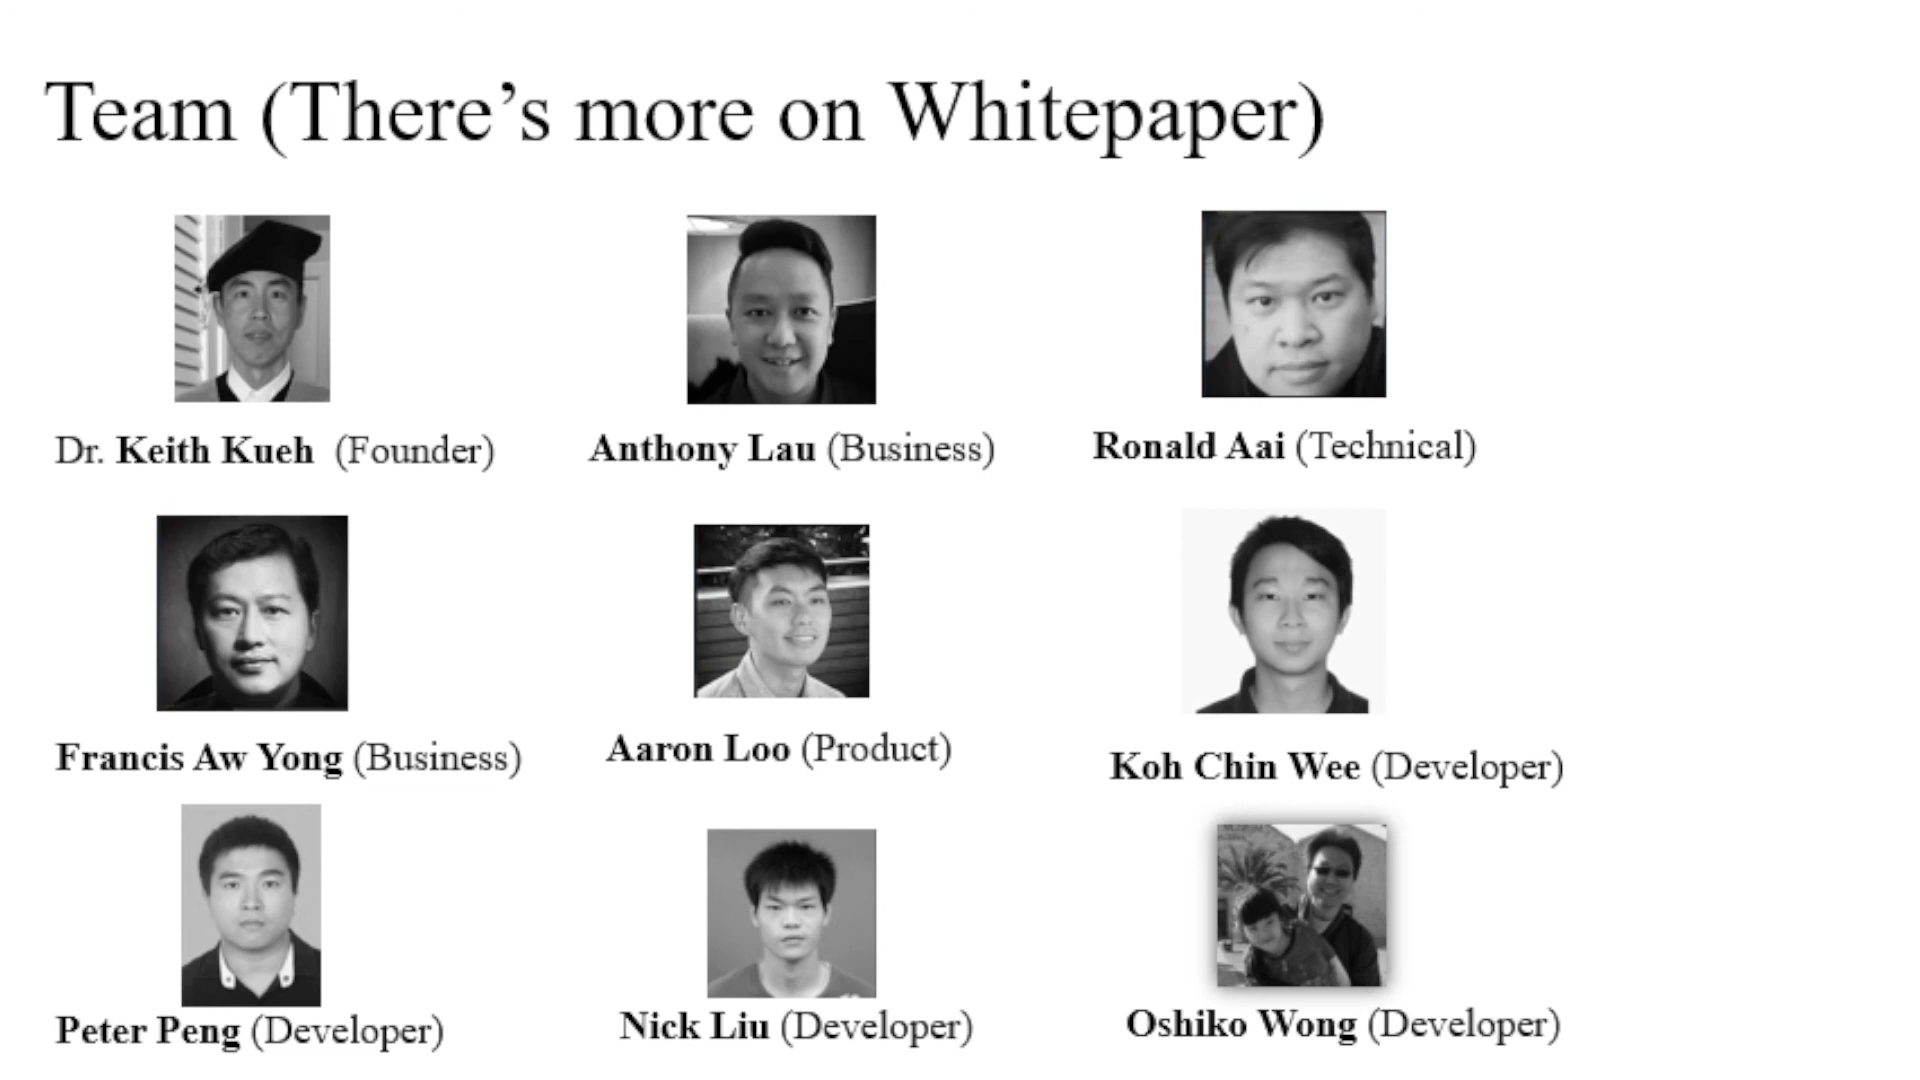 Team (There’s more on Whitepaper)
Dr. Keith Kueh (Founder)
Anthony Lau (Business)
Ronald Aai (Technical)
Francis Aw Yong (Business)
Aaron Loo (Product)
Koh Chin Wee (Developer)
Peter Peng (Developer)
Nick Liu (Developer)
Oshiko Wong (Developer)